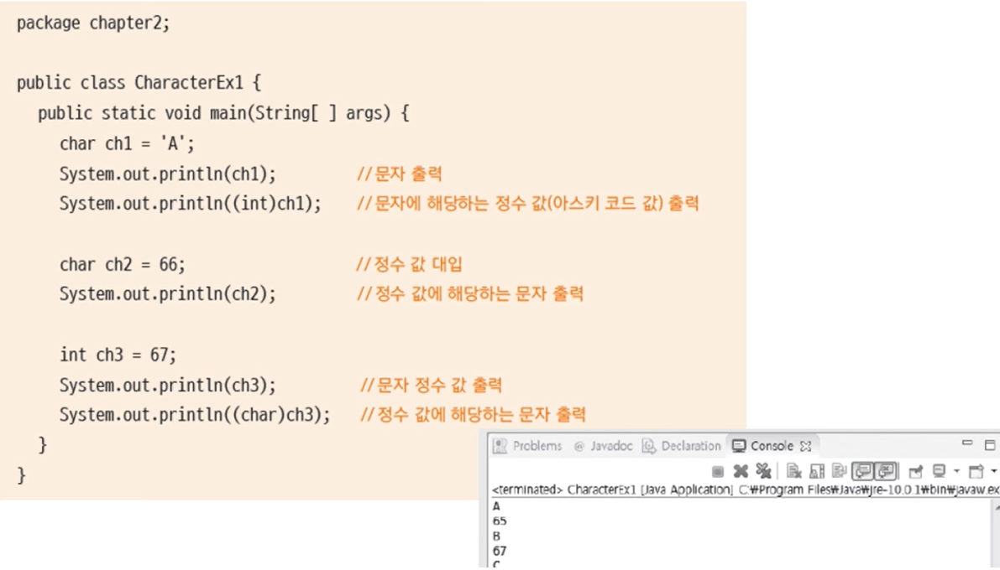 package chapter2;
public class CharacterEx1 {
public static void main(String[ ] args) {
char ch1 = 'A';
System.out.println(ch1); //문자 출력
System.out.println((int)ch1); //문자에 해당하는 정수 값(아스키 코드 값) 출력
char ch2 = 66; //정수 값 대입
System.out.println(ch2); //정수 값에 해당하는 문자 출력
int ch3 = 67;
System.out.println(ch3); //문자 정수 값 출력
System.out.println((char)ch3); //정수 값에 해당하는 문자 출력
}
}
Problems @ Javadoc Declaration Console
<terminated> CharacterEx1 [Java Application] C:₩Program Files₩Java₩jre-10.0.1₩bin₩javaw.ex
A
65
B
67
C